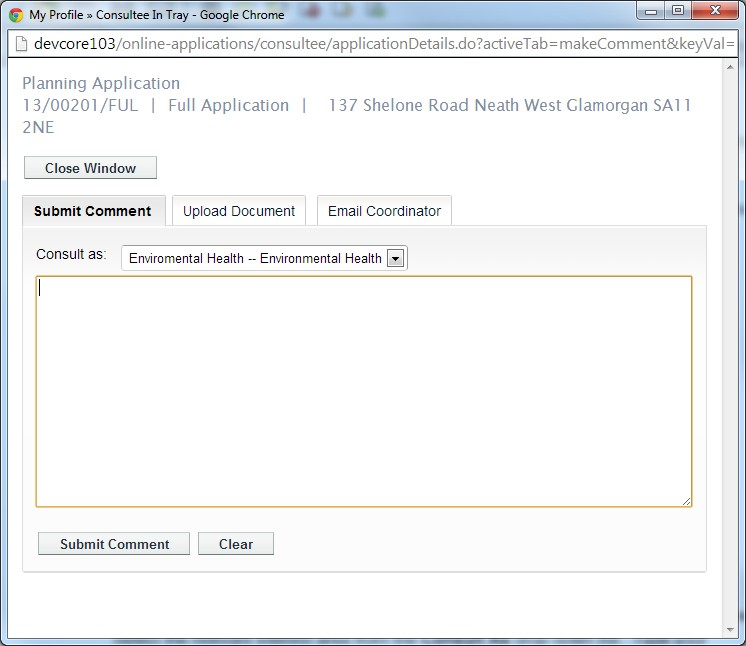 My Profile » Consultee In Tray - Google Chrome
devcore103/online-applications/consultee/applicationDetails.do?activeTab=makeComment&keyVal=
Planning Application
13/00201/FUL | Full Application | 137 Shelone Road Neath West Glamorgan SA11
2NE
Close Window
Submit Comment Upload Document Email Coordinator
Consult as: Enviromental Health -- Environmental Health
Submit Comment Clear